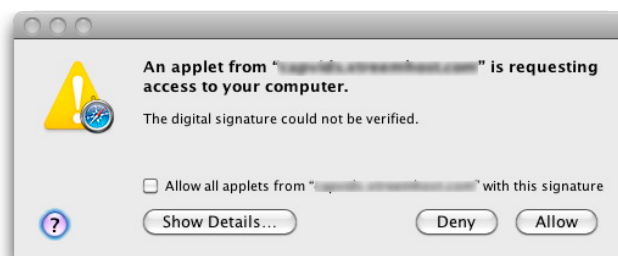 An applet from " " is requesting
access to your computer.
The digital signature could not be verified.
Allow all applets from " " with this signature
?
Show Details...
Deny
Allow